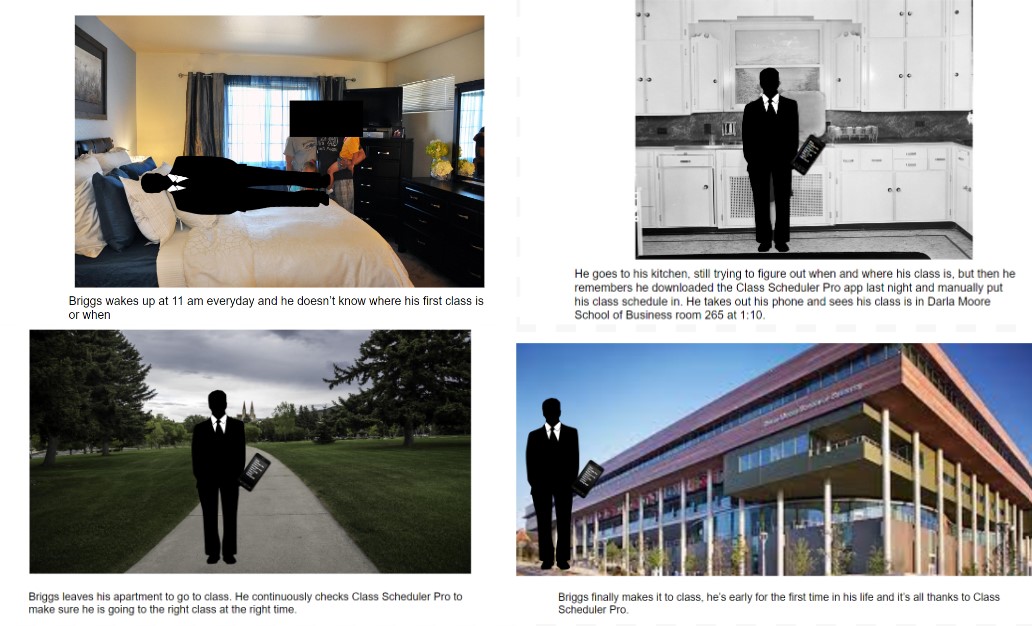 Briggs wakes up at 11 am everyday and he doesn't know where his first class is
or when
He goes to his kitchen, still trying to figure out when and where his class is, but then he
remembers he downloaded the Class Scheduler Pro app last night and manually put
his class schedule in. He takes out his phone and sees his class is in Darla Moore
School of Business room 265 at 1:10.
Briggs leaves his apartment to go to class. He continuously checks Class Scheduler Pro to
make sure he is going to the right class at the right time.
Briggs finally makes it to class, he's early for the first time in his life and it's all thanks to Class
Scheduler Pro.